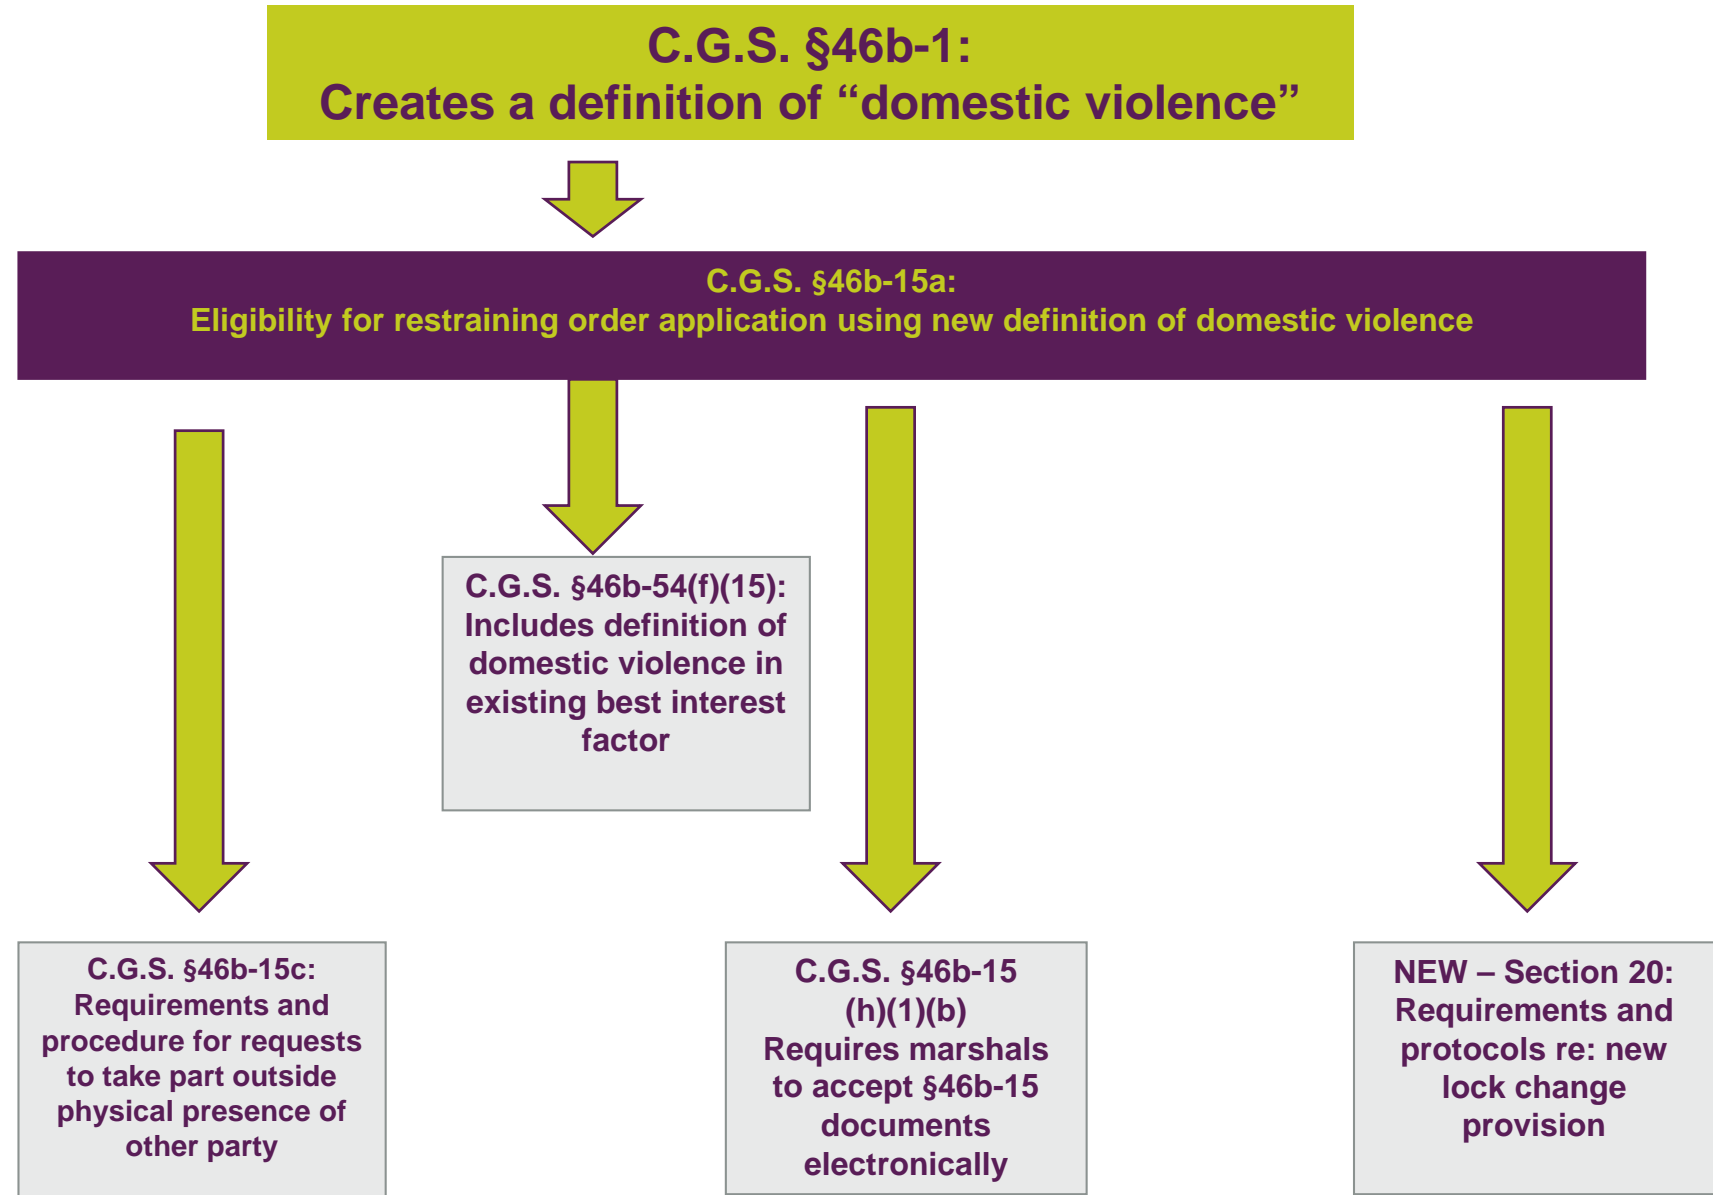 C.G.S. §46b-1:
Creates a definition of “domestic violence”
C.G.S. §46b-15a:
Eligibility for restraining order application using new definition of domestic violence
C.G.S. §46b-54(f)(15):
Includes definition of
domestic violence in
existing best interest
factor
C.G.S. §46b-15c:
Requirements and
procedure for requests
to take part outside
physical presence of
other party
C.G.S. §46b-15
(h)(1)(b)
Requires marshals
to accept §46b-15
documents
electronically
NEW – Section 20:
Requirements and
protocols re: new
lock change
provision